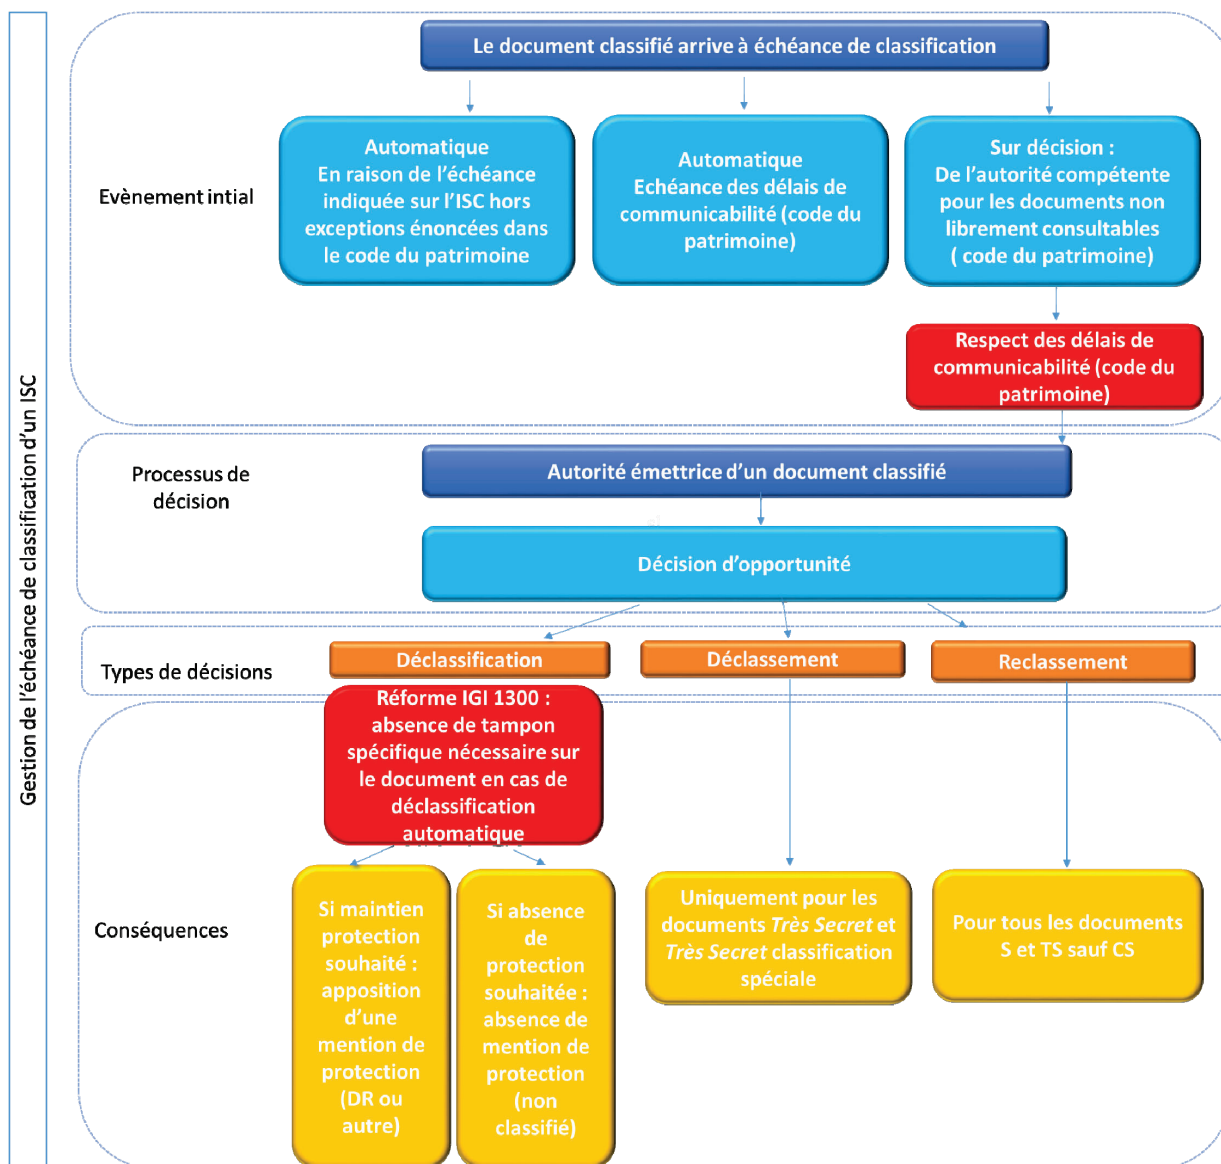 Gestion de l'échéance de classification d'un ISC
Le document classifié arrive à échéance de classification
Evènement intial
Automatique
En raison de l'échéance
indiquée sur l'ISC hors
exceptions énoncées dans
le code du patrimoine
Automatique
Echéance des délais de
communicabilité (code du
patrimoine)
Sur décision :
De l'autorité compétente
pour les documents non
librement consultables
( code du patrimoine)
Respect des délais de
communicabilité (code du
patrimoine)
Processus de
décision
Autorité émettrice d'un document classifié
Décision d'opportunité
Types de décisions
Déclassification
Déclassement
Reclassement
Réforme IGI 1300 :
absence de tampon
spécifique nécessaire sur
le document en cas de
déclassification
automatique
Conséquences
Si maintien
protection
souhaité :
apposition
d'une
mention de
protection
(DR ou
autre)
Si absence
de
protection
souhaitée :
absence de
mention de
protection
(non
classifié)
Uniquement pour les
documents Très Secret et
Très Secret classification
spéciale
Pour tous les documents
S et TS sauf CS